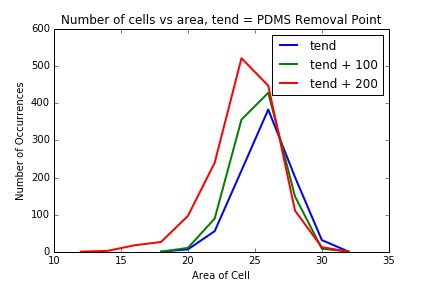 Number of cells vs area, tend = PDMS Removal Point
600
500
400
300
200
100
0
Number of Occurrences
tend
tend + 100
tend + 200
10
15
20
25
30
35
Area of Cell